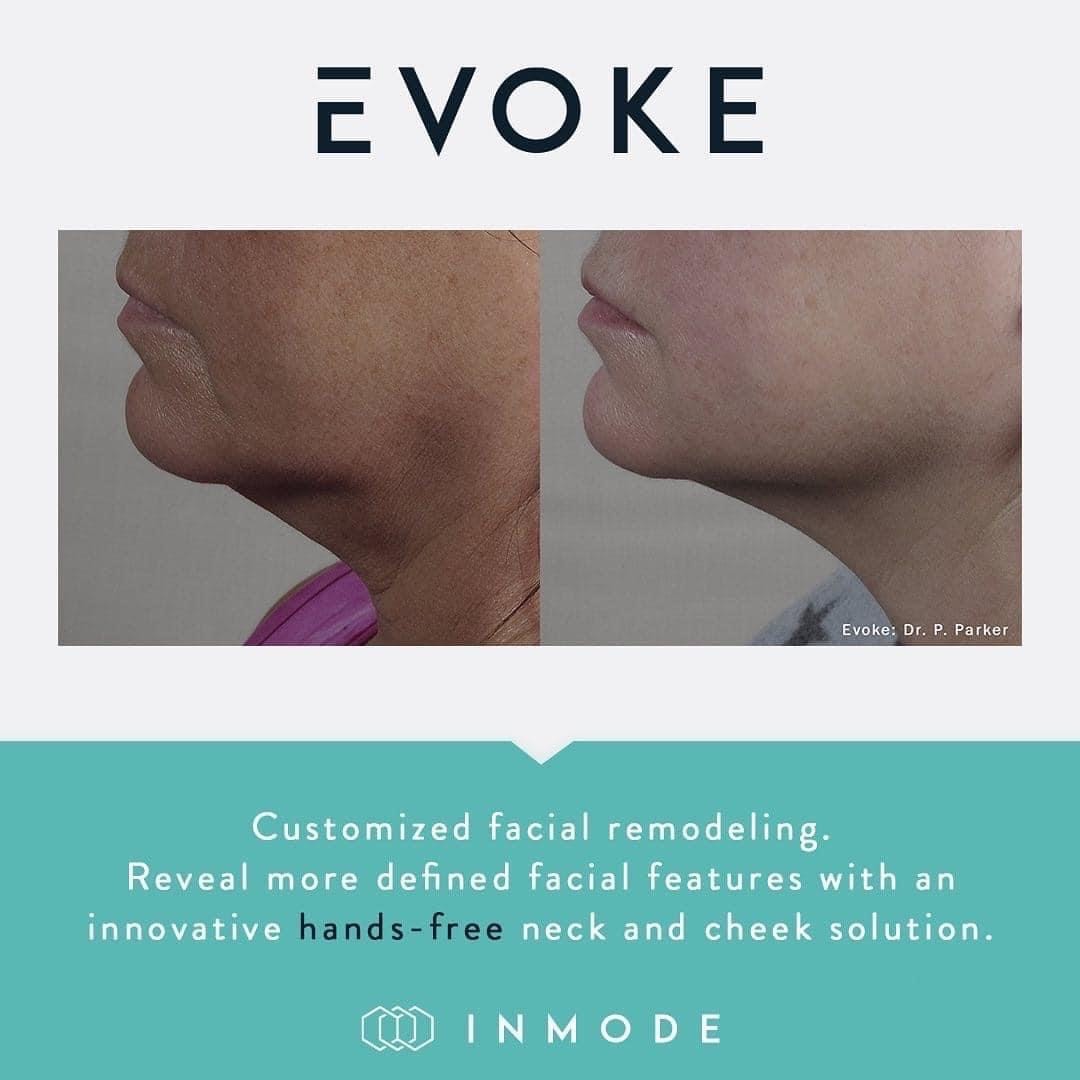 EVOKE
Evoke: Dr. P. Parker
Customized facial remodeling.
Reveal more defined facial features with an
innovative hands-free neck and cheek solution.
INMODE